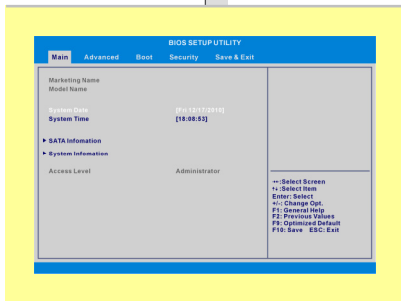 BIOS SETUP UTILITY
Main Advanced Boot Security Save & Exit
Marketing Name
Model Name
System Date [Fri 12/17/2010]
System Time [18:08:53]
SATA Infomation
System Infomation
Access Level Administrator
↔:Select Screen
↑↓:Select Item
Enter: Select
+/-: Change Opt.
F1: General Help
F2: Previous Values
F9: Optimized Default
F10: Save ESC: Exit